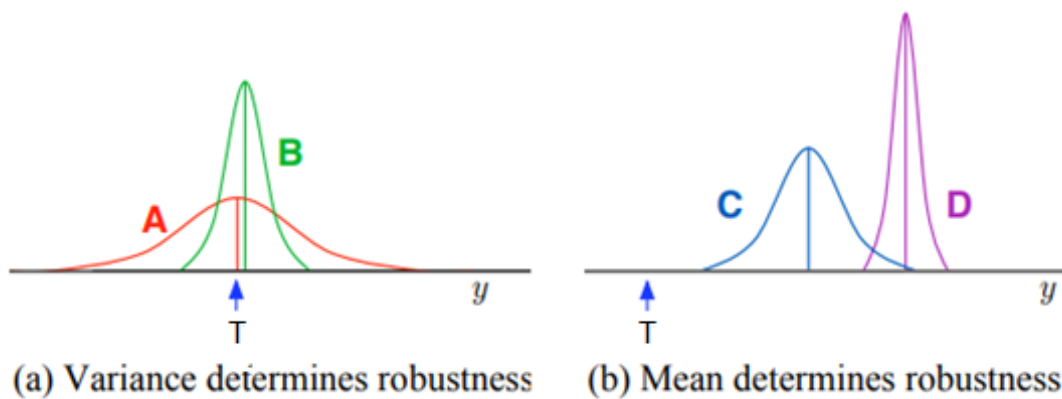 A
B
y
T
C
D
y
T
(a) Variance determines robustness
(b) Mean determines robustness